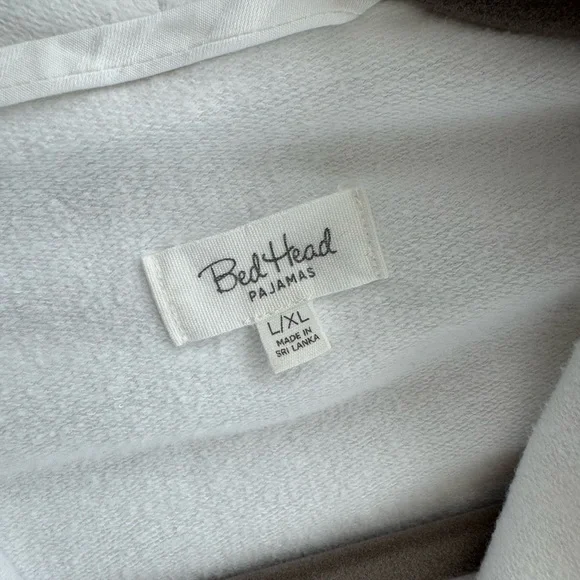 Bed Head
PAJAMAS
L/XL
MADE IN
SRI LANKA